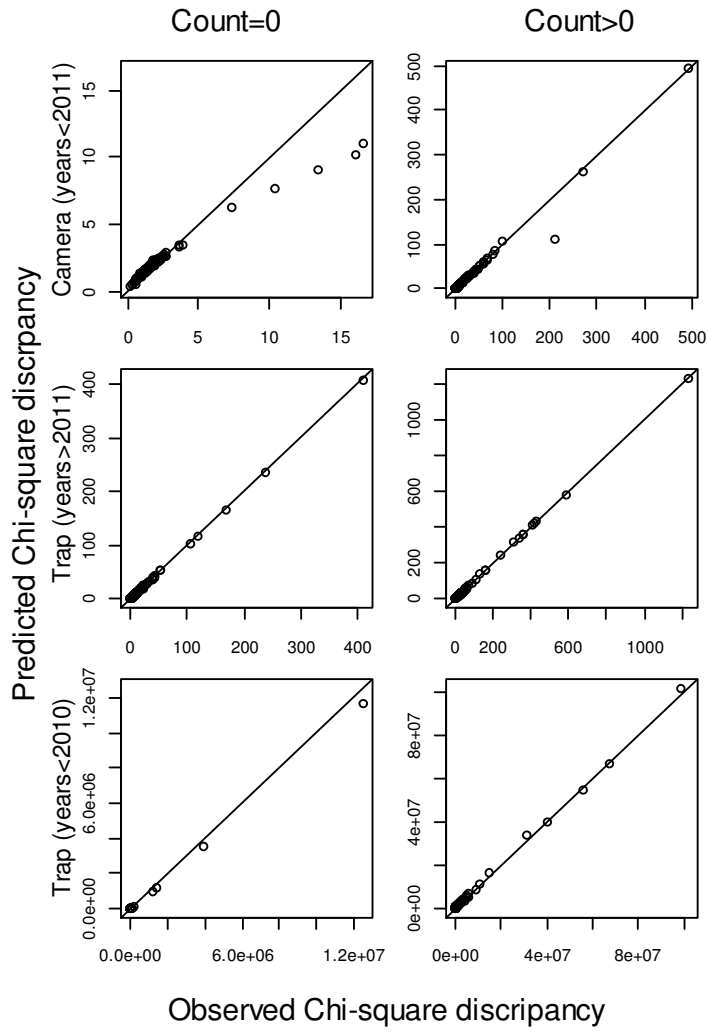 Count=0
Count>0
Predicted Chi-square discrpancy
Camera (years<2011)
0 5 10 15
0 5 10 15
0 100 200 300 400 500
0 100 200 300 400 500
Trap (years>2011)
0 100 200 300 400
0 100 200 300 400
0 200 600 1000
0 200 600 1000
Trap (years<2010)
0.0e+00 6.0e+06 1.2e+07
0.0e+00 6.0e+06 1.2e+07
0e+00 4e+07 8e+07
0e+00 4e+07 8e+07
Observed Chi-square discripancy